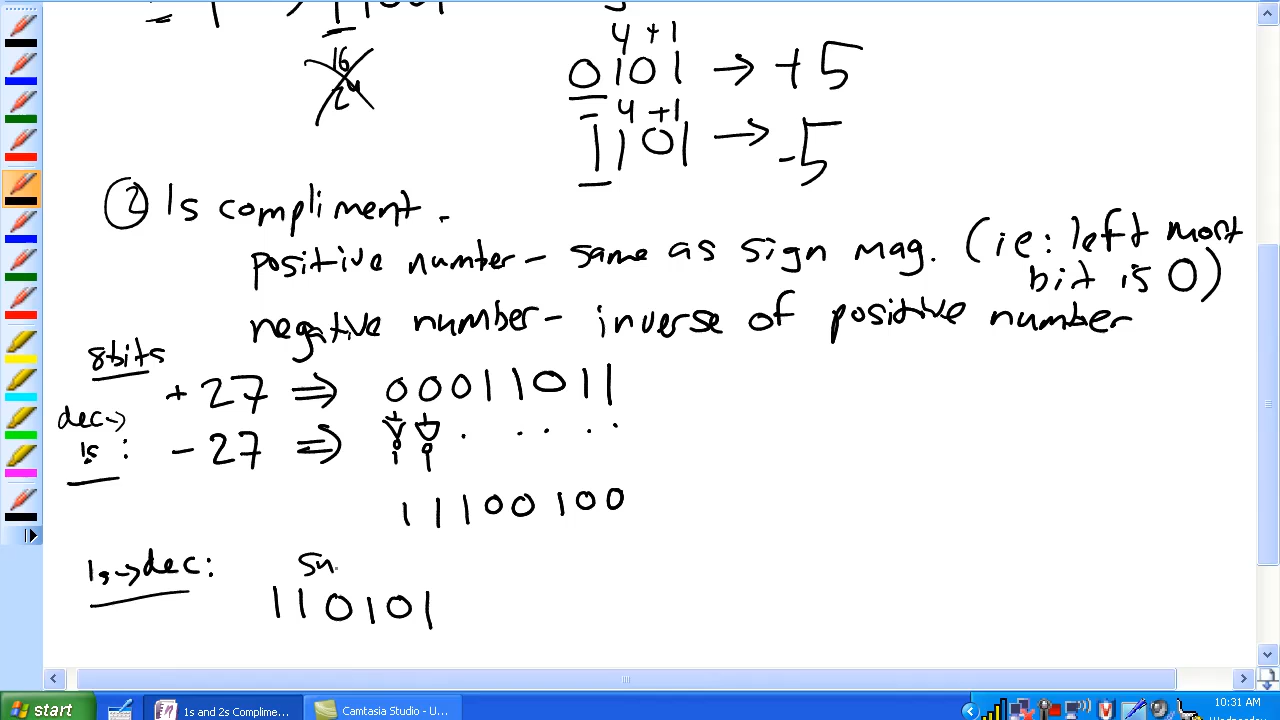 4 + 1
16
24
0101 → +5
4 +1
1101 → -5
② 1s compliment.
positive number - same as sign mag. (ie: left most
bit is 0)
negative number - inverse of positive number
8bits
+27 ⇒ 00011011
dec→
1s : -27 ⇒
11100100
1s→dec:
110101
start
1s and 2s Complime...
Camtasia Studio - U...
10:31 AM